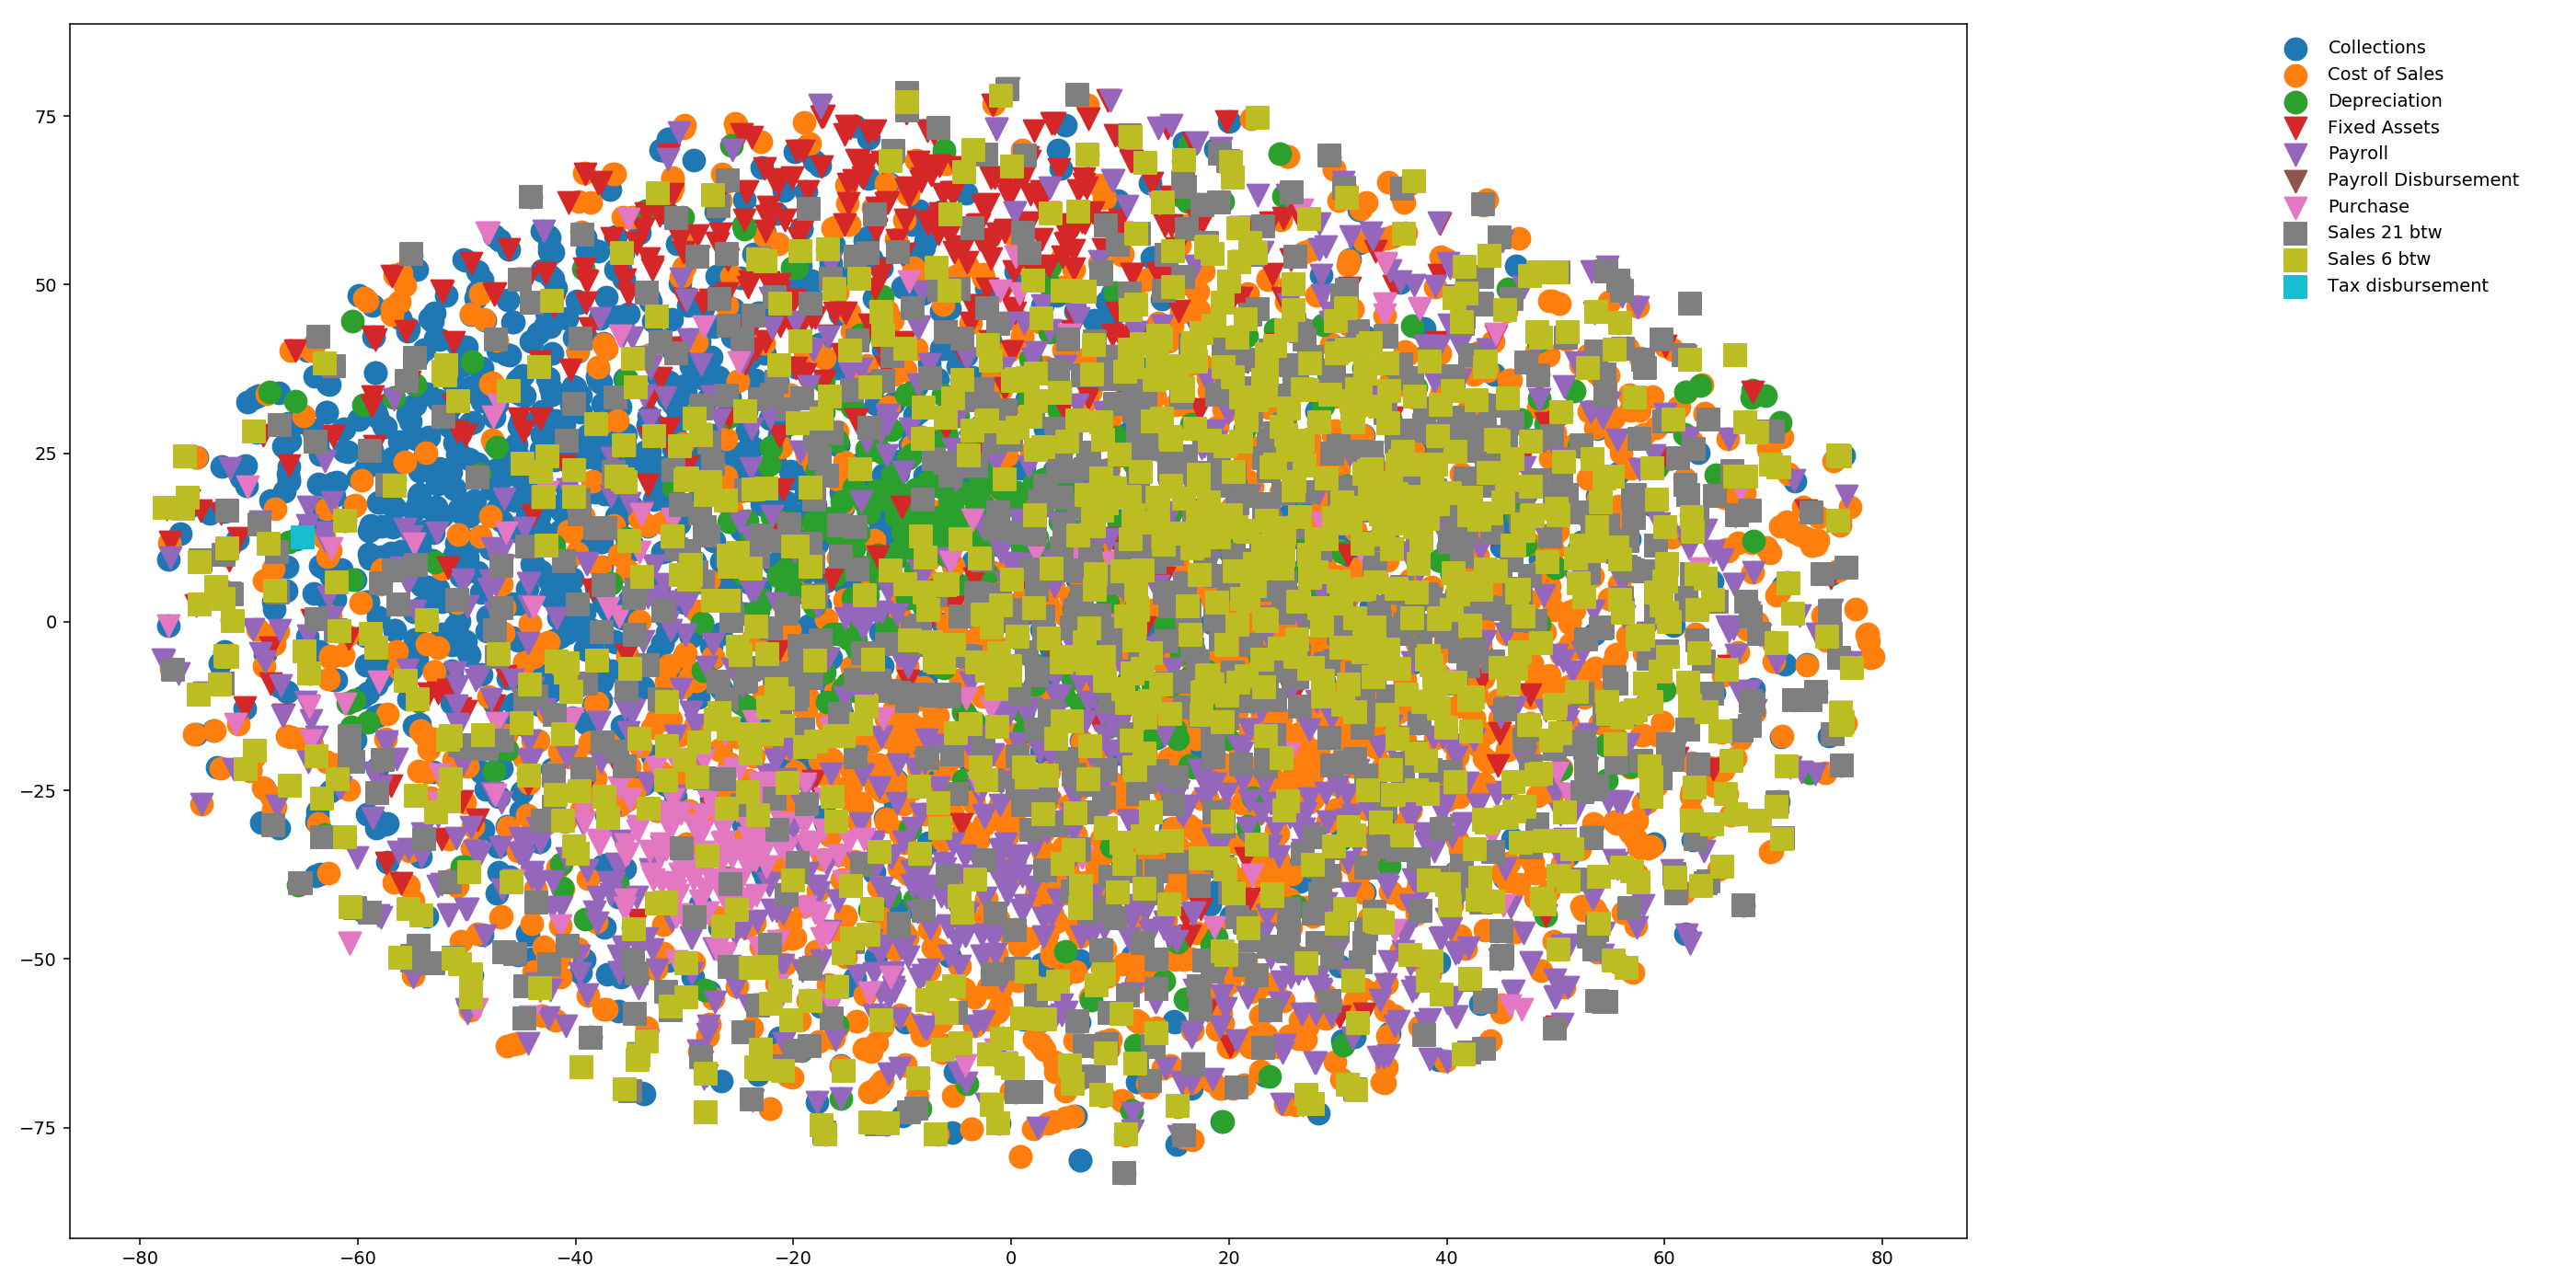 Collections
Cost of Sales
Depreciation
Fixed Assets
Payroll
Payroll Disbursement
Purchase
Sales 21 btw
Sales 6 btw
Tax disbursement
75
50
25
0
−25
−50
−75
−80 −60 −40 −20 0 20 40 60 80